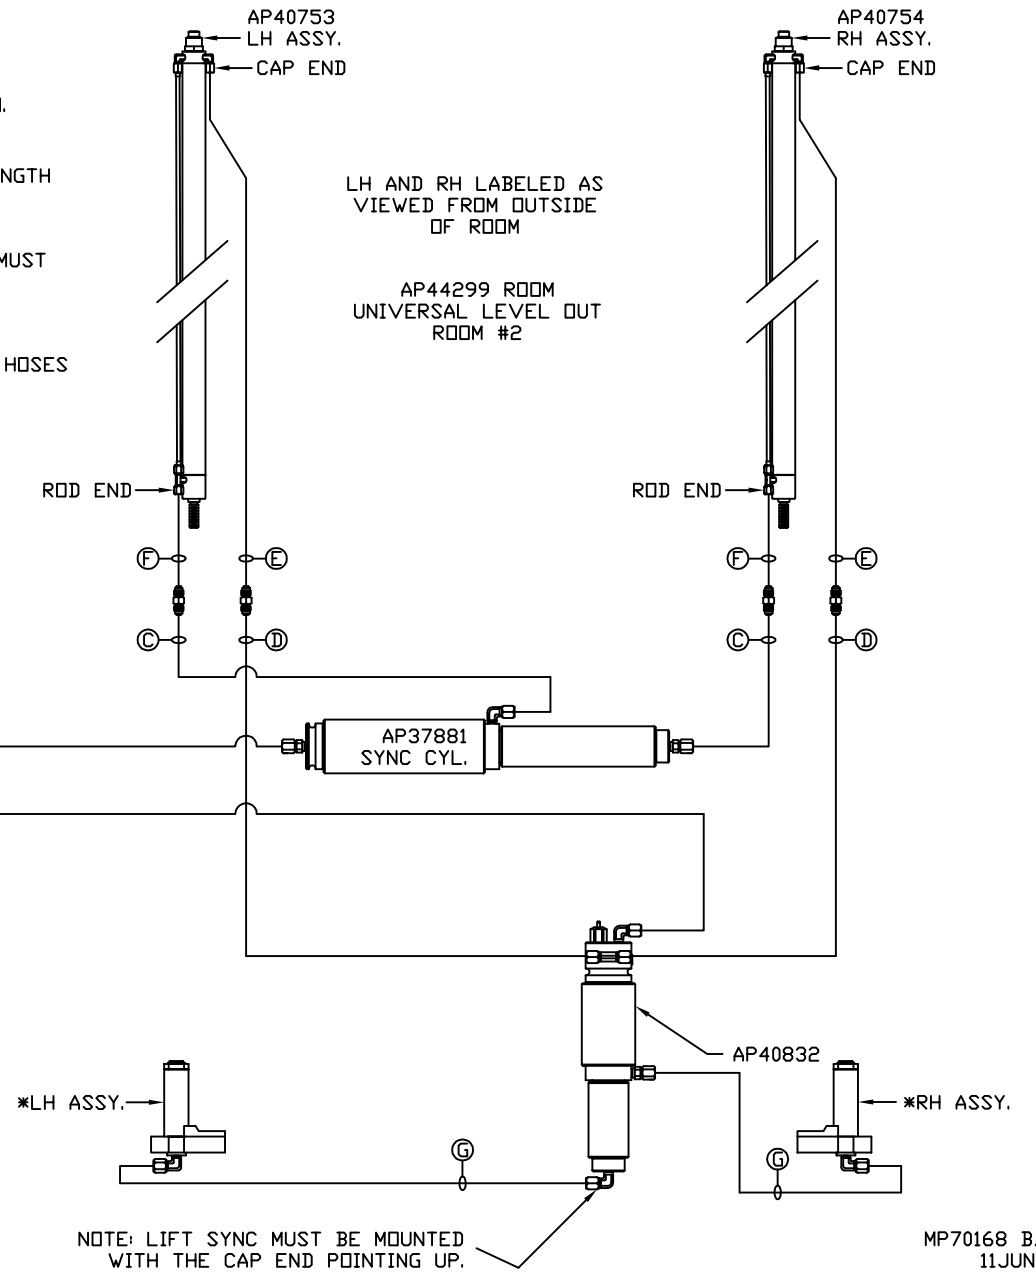 AP40753
LH ASSY.
CAP END
AP40754
RH ASSY.
CAP END
NGTH
MUST
HOSES
LH AND RH LABELED AS
VIEWED FROM OUTSIDE
OF ROOM
AP44299 ROOM
UNIVERSAL LEVEL OUT
ROOM #2
ROD END
ROD END
F
E
F
E
C
D
C
D
AP37881
SYNC CYL.
AP40832
*LH ASSY.
*RH ASSY.
G
G
NOTE: LIFT SYNC MUST BE MOUNTED
WITH THE CAP END POINTING UP.
MP70168 B.
11JUN